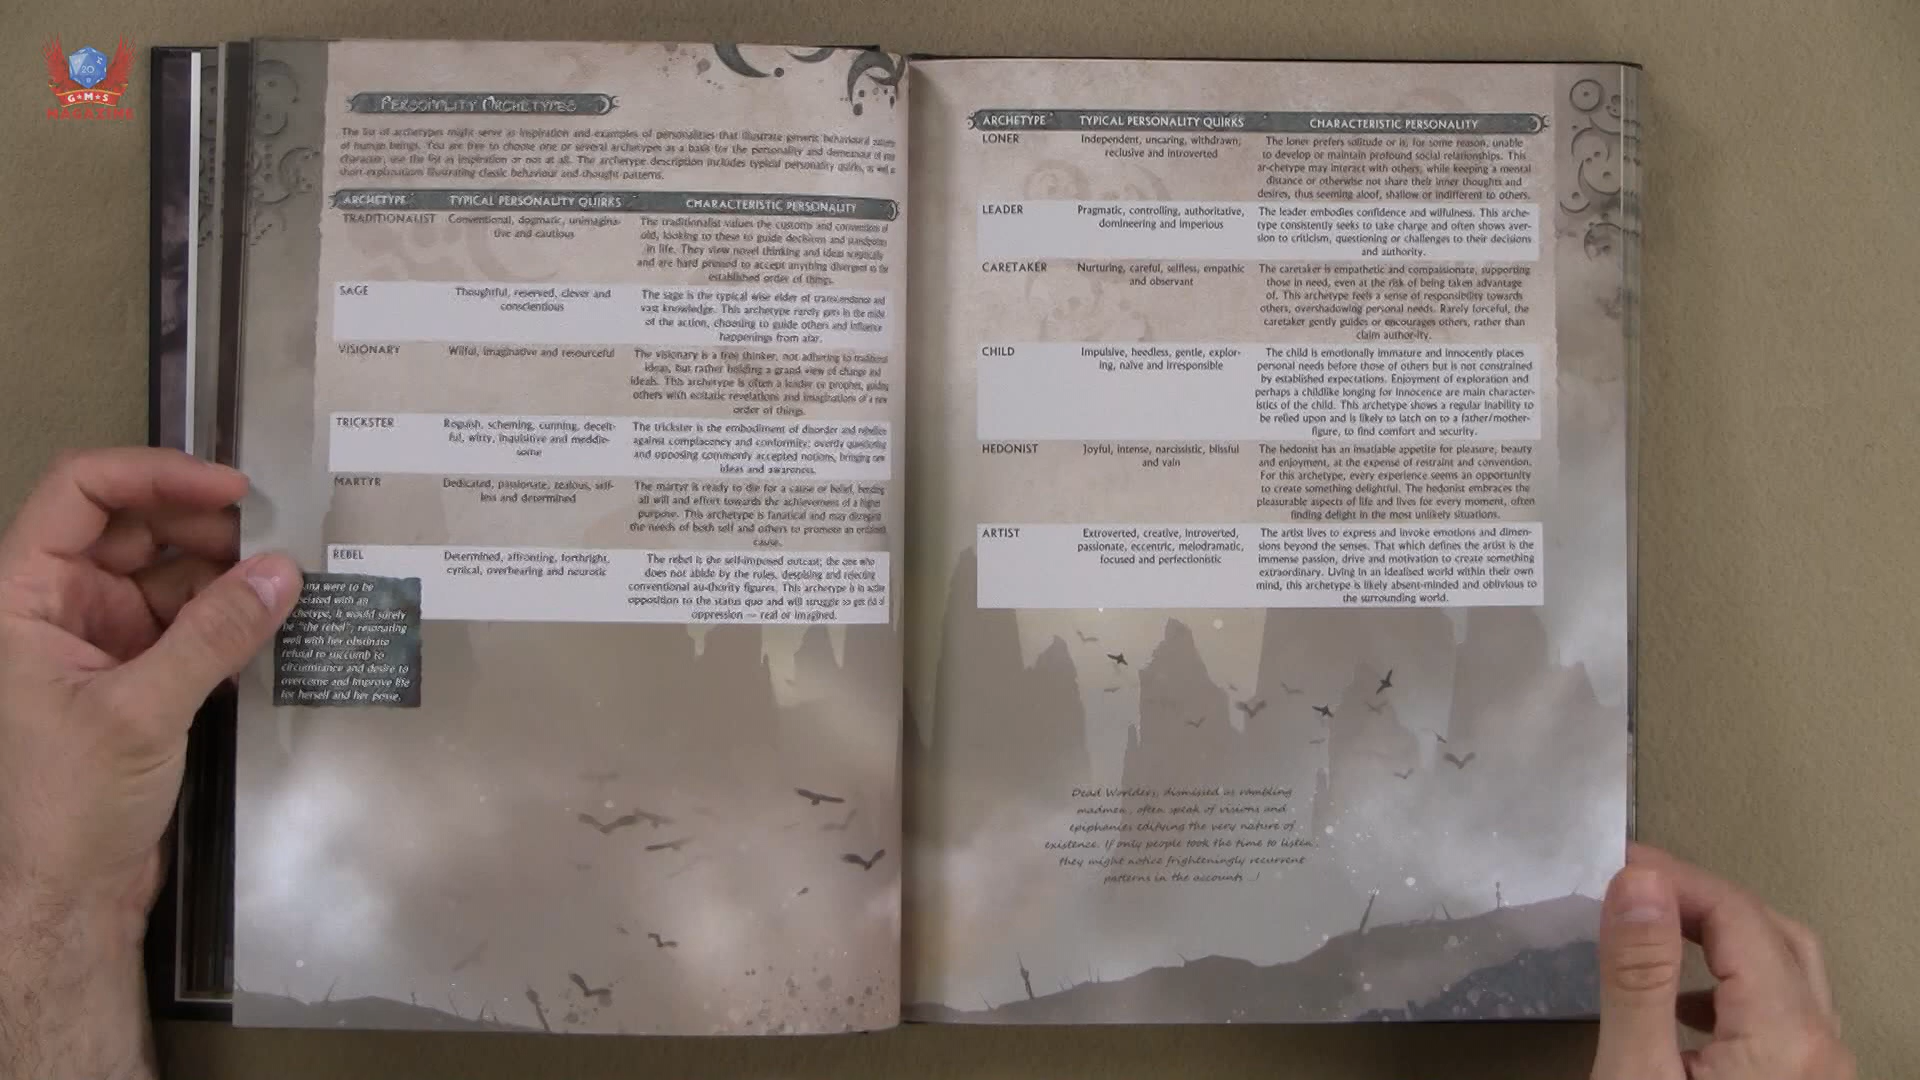 20
G★M★S
MAGAZINE
PERSONALITY ARCHETYPES
The list of archetypes might serve as inspiration and examples of personalities that illustrate generic behavioural
of human beings. You are free to choose one or several archetypes as a basis for the personality and demeanour of
character, use the list as inspiration or not at all. The archetype description includes typical personality quirks, as well as
short explanations illustrating classic behaviour and thought patterns.
ARCHETYPE TYPICAL PERSONALITY QUIRKS CHARACTERISTIC PERSONALITY
TRADITIONALIST
Conventional, dogmatic, unimagina-
tive and cautious
The traditionalist values the customs and conventions of
old, looking to these to guide decisions and standpoints
in life. They view novel thinking and ideas sceptically
and are hard pressed to accept anything divergent to the
established order of things.
SAGE
Thoughtful, reserved, clever and
conscientious
The sage is the typical wise elder of transcendence and
vast knowledge. This archetype rarely gets in the midst
of the action, choosing to guide others and influence
happenings from afar.
VISIONARY
Wilful, imaginative and resourceful
The visionary is a free thinker, not adhering to traditional
ideas, but rather holding a grand view of change and
ideals. This archetype is often a leader or prophet, guiding
others with ecstatic revelations and imaginations of a new
order of things.
TRICKSTER
Roguish, scheming, cunning, deceit-
ful, witty, inquisitive and meddle-
some
The trickster is the embodiment of disorder and rebellion
against complacency and conformity; overtly questioning
and opposing commonly accepted notions, bringing new
ideas and awareness.
MARTYR
Dedicated, passionate, zealous, self-
less and determined
The martyr is ready to die for a cause or belief, bending
all will and effort towards the achievement of a higher
purpose. This archetype is fanatical and may disregard
the needs of both self and others to promote an
cause.
REBEL
Determined, affronting, forthright,
cynical, overbearing and neurotic
The rebel is the self-imposed outcast; the one who
does not abide by the rules, despising and rejecting
conventional au-thority figures. This archetype is in active
opposition to the status quo and will struggle to get rid of
oppression — real or imagined.
were to be
with an
it would surely
be "the rebel"; resonating
well with her obstinate
refusal to succumb to
circumstance and desire to
overcome and improve life
for herself and her posse.
ARCHETYPE TYPICAL PERSONALITY QUIRKS CHARACTERISTIC PERSONALITY
LONER
Independent, uncaring, withdrawn,
reclusive and introverted
The loner prefers solitude or is, for some reason, unable
to develop or maintain profound social relationships. This
ar-chetype may interact with others, while keeping a mental
distance or otherwise not share their inner thoughts and
desires, thus seeming aloof, shallow or indifferent to others.
LEADER
Pragmatic, controlling, authoritative,
domineering and imperious
The leader embodies confidence and wilfulness. This arche-
type consistently seeks to take charge and often shows aver-
sion to criticism, questioning or challenges to their decisions
and authority.
CARETAKER
Nurturing, careful, selfless, empathic
and observant
The caretaker is empathetic and compassionate, supporting
those in need, even at the risk of being taken advantage
of. This archetype feels a sense of responsibility towards
others, overshadowing personal needs. Rarely forceful, the
caretaker gently guides or encourages others, rather than
claim author-ity.
CHILD
Impulsive, heedless, gentle, explor-
ing, naïve and irresponsible
The child is emotionally immature and innocently places
personal needs before those of others but is not constrained
by established expectations. Enjoyment of exploration and
perhaps a childlike longing for innocence are main character-
istics of the child. This archetype shows a regular inability to
be relied upon and is likely to latch on to a father/mother-
figure, to find comfort and security.
HEDONIST
Joyful, intense, narcissistic, blissful
and vain
The hedonist has an insatiable appetite for pleasure, beauty
and enjoyment, at the expense of restraint and convention.
For this archetype, every experience seems an opportunity
to create something delightful. The hedonist embraces the
pleasurable aspects of life and lives for every moment, often
finding delight in the most unlikely situations.
ARTIST
Extroverted, creative, introverted,
passionate, eccentric, melodramatic,
focused and perfectionistic
The artist lives to express and invoke emotions and dimen-
sions beyond the senses. That which defines the artist is the
immense passion, drive and motivation to create something
extraordinary. Living in an idealised world within their own
mind, this archetype is likely absent-minded and oblivious to
the surrounding world.
Dead Worlders, dismissed as rambling
madmen, often speak of visions and
epiphanies edifying the very nature of
existence. If only people took the time to listen,
they might notice frighteningly recurrent
patterns in the accounts ...!